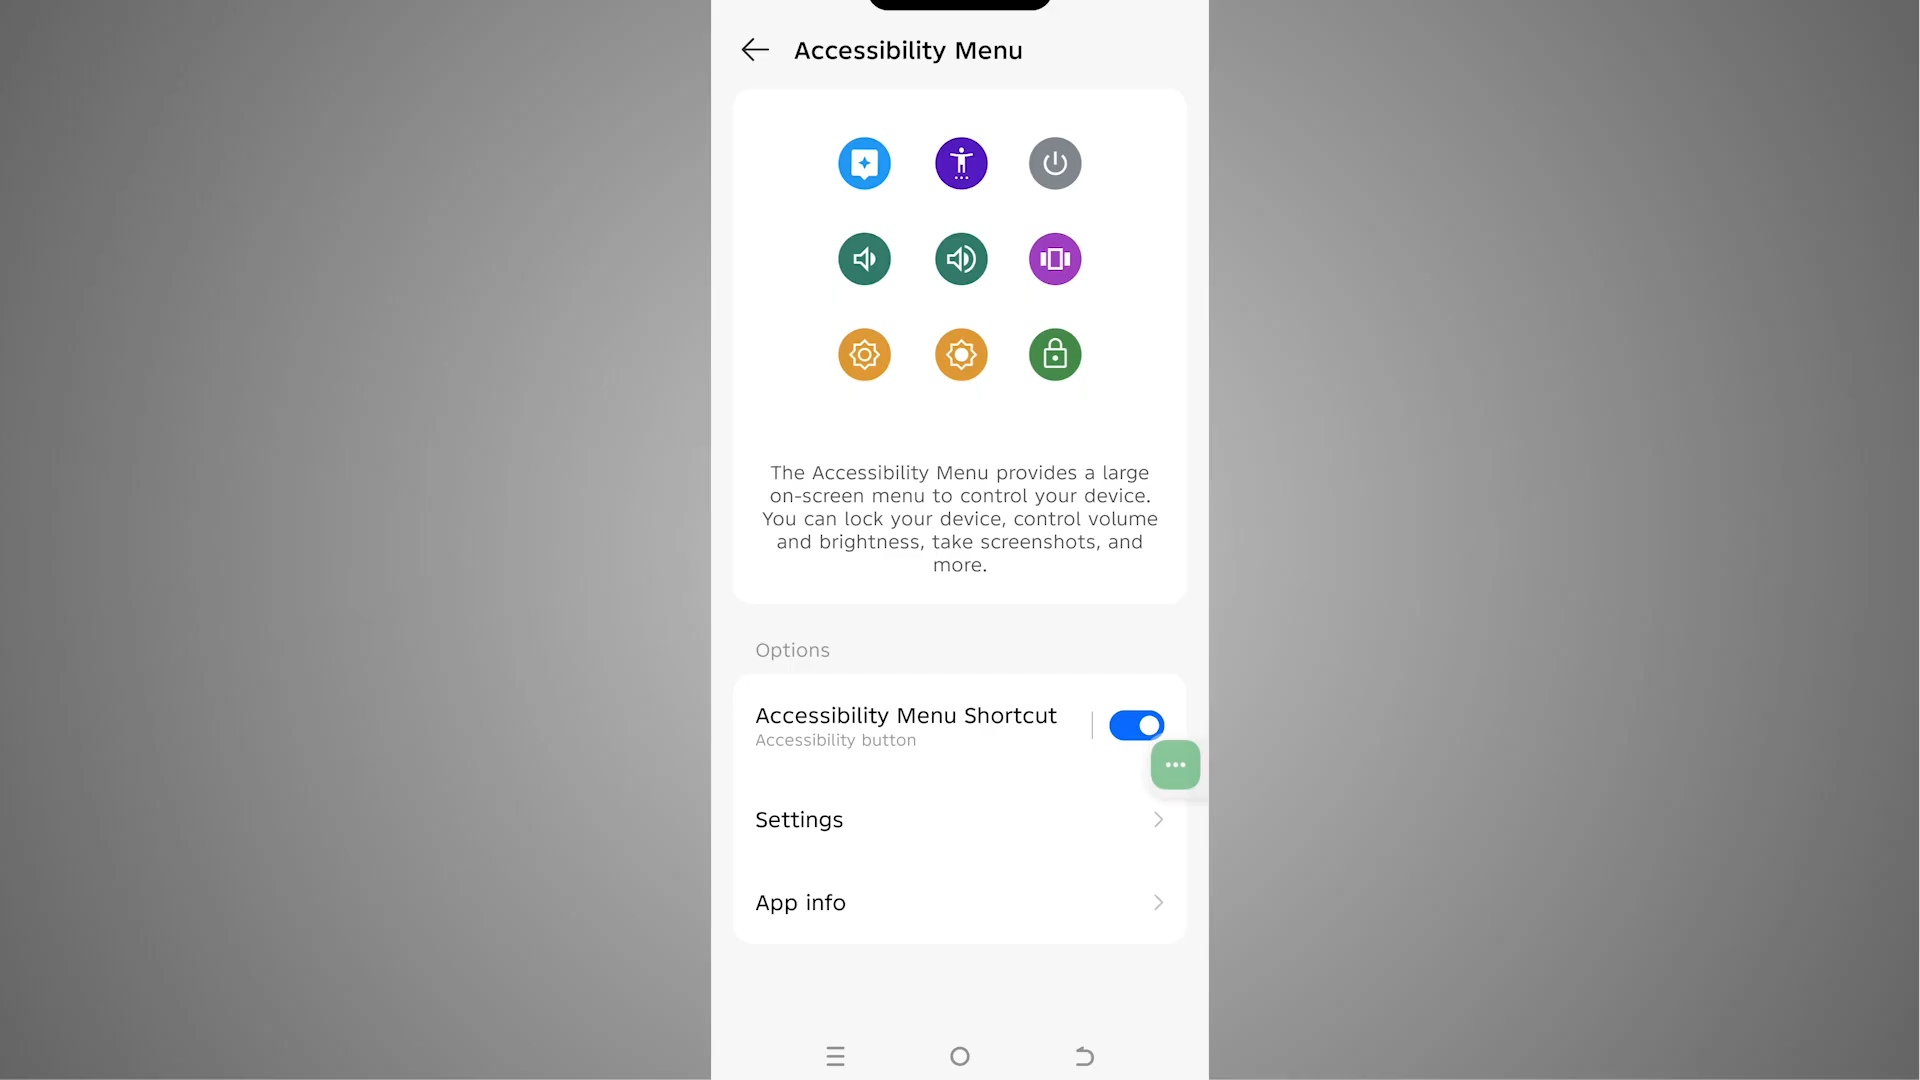 Accessibility Menu
The Accessibility Menu provides a large
on-screen menu to control your device.
You can lock your device, control volume
and brightness, take screenshots, and
more.
Options
Accessibility Menu Shortcut
Accessibility button
Settings
App info